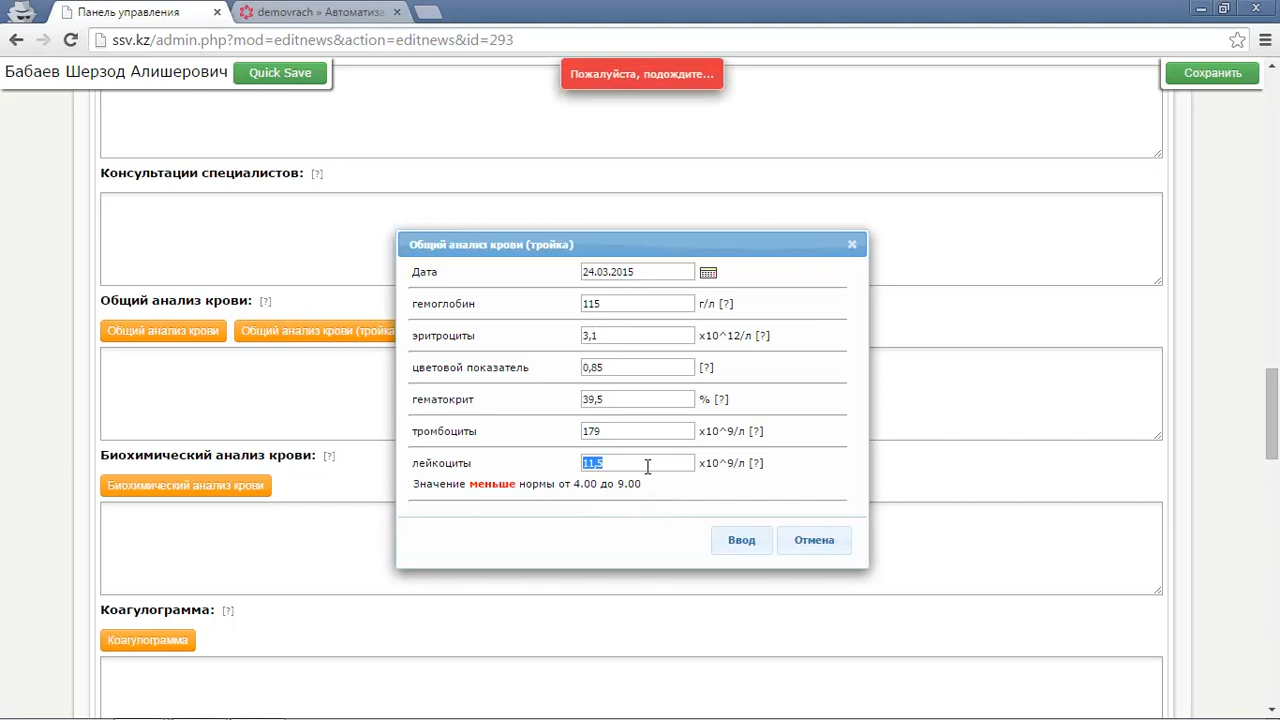 Панель управления
demovrach » Автоматиза
ssv.kz/admin.php?mod=editnews&action=editnews&id=293
Бабаев Шерзод Алишерович
Quick Save
Пожалуйста, подождите...
Сохранить
Консультации специалистов: [?]
Общий анализ крови (тройка)
Дата 24.03.2015
гемоглобин 115 г/л [?]
эритроциты 3,1 x10^12/л [?]
цветовой показатель 0,85 [?]
гематокрит 39,5 % [?]
тромбоциты 179 x10^9/л [?]
лейкоциты 11,5 x10^9/л [?]
Значение меньше нормы от 4.00 до 9.00
Ввод Отмена
Общий анализ крови: [?]
Общий анализ крови Общий анализ крови (тройка
Биохимический анализ крови: [?]
Биохимический анализ крови
Коагулограмма: [?]
Коагулограмма